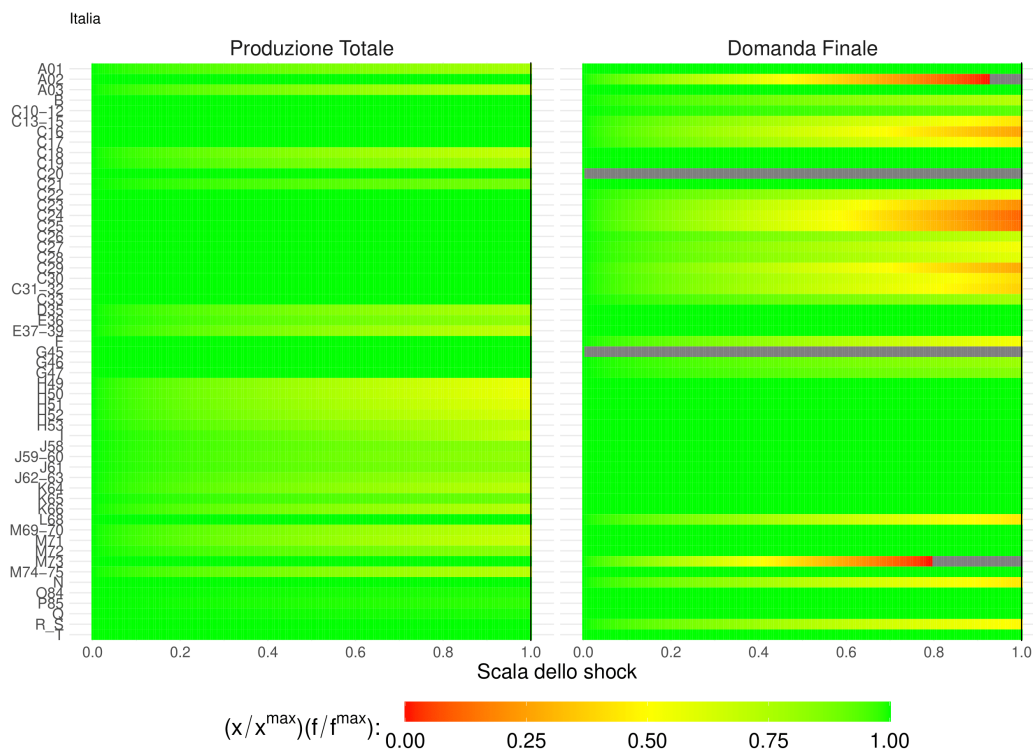 Italia
Produzione Totale
Domanda Finale
A01
A02
A03
B
C10−12
C13−15
C16
C17
C18
C19
C20
C21
C22
C23
C24
C25
C26
C27
C28
C29
C30
C31−32
C33
D35
E36
E37−39
F
G45
G46
G47
H49
H50
H51
H52
H53
I
J58
J59−60
J61
J62−63
K64
K65
K66
L68
M69−70
M71
M72
M73
M74−75
N
O84
P85
Q
R_S
T
0.0 0.2 0.4 0.6 0.8 1.0
0.0 0.2 0.4 0.6 0.8 1.0
Scala dello shock
(x/x^max)(f/f^max):
0.00 0.25 0.50 0.75 1.00